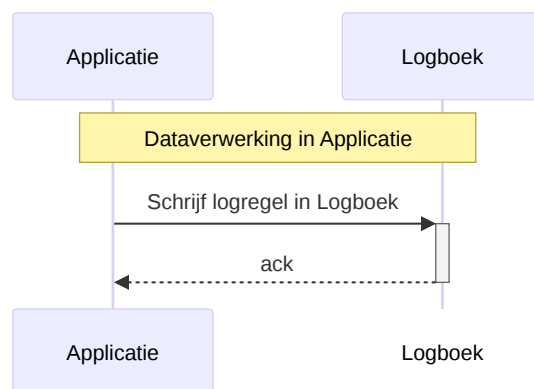 Applicatie
Logboek
Dataverwerking in Applicatie
Schrijf logregel in Logboek
ack
Applicatie
Logboek